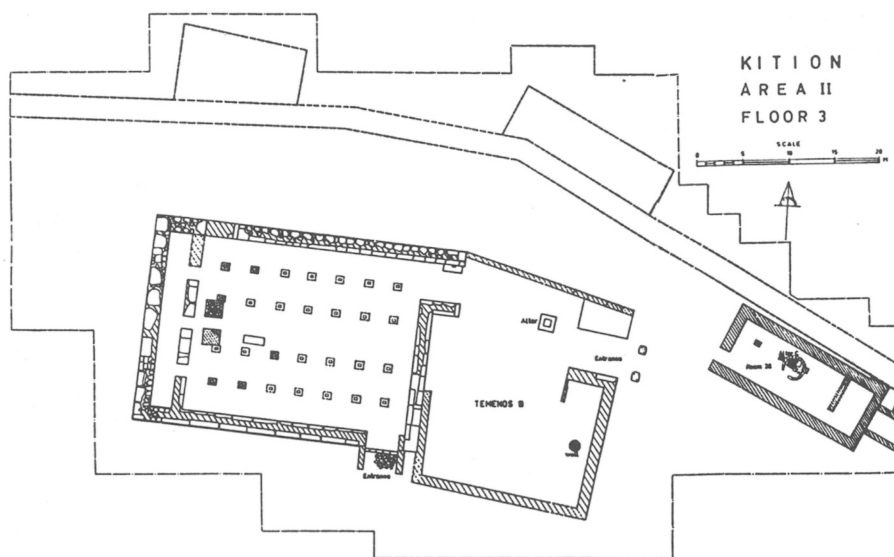 KITION
AREA II
FLOOR 3
SCALE
0 5 10 15 20 M
Altar
Entrance
Room 38
TEMENOS B
Entrance